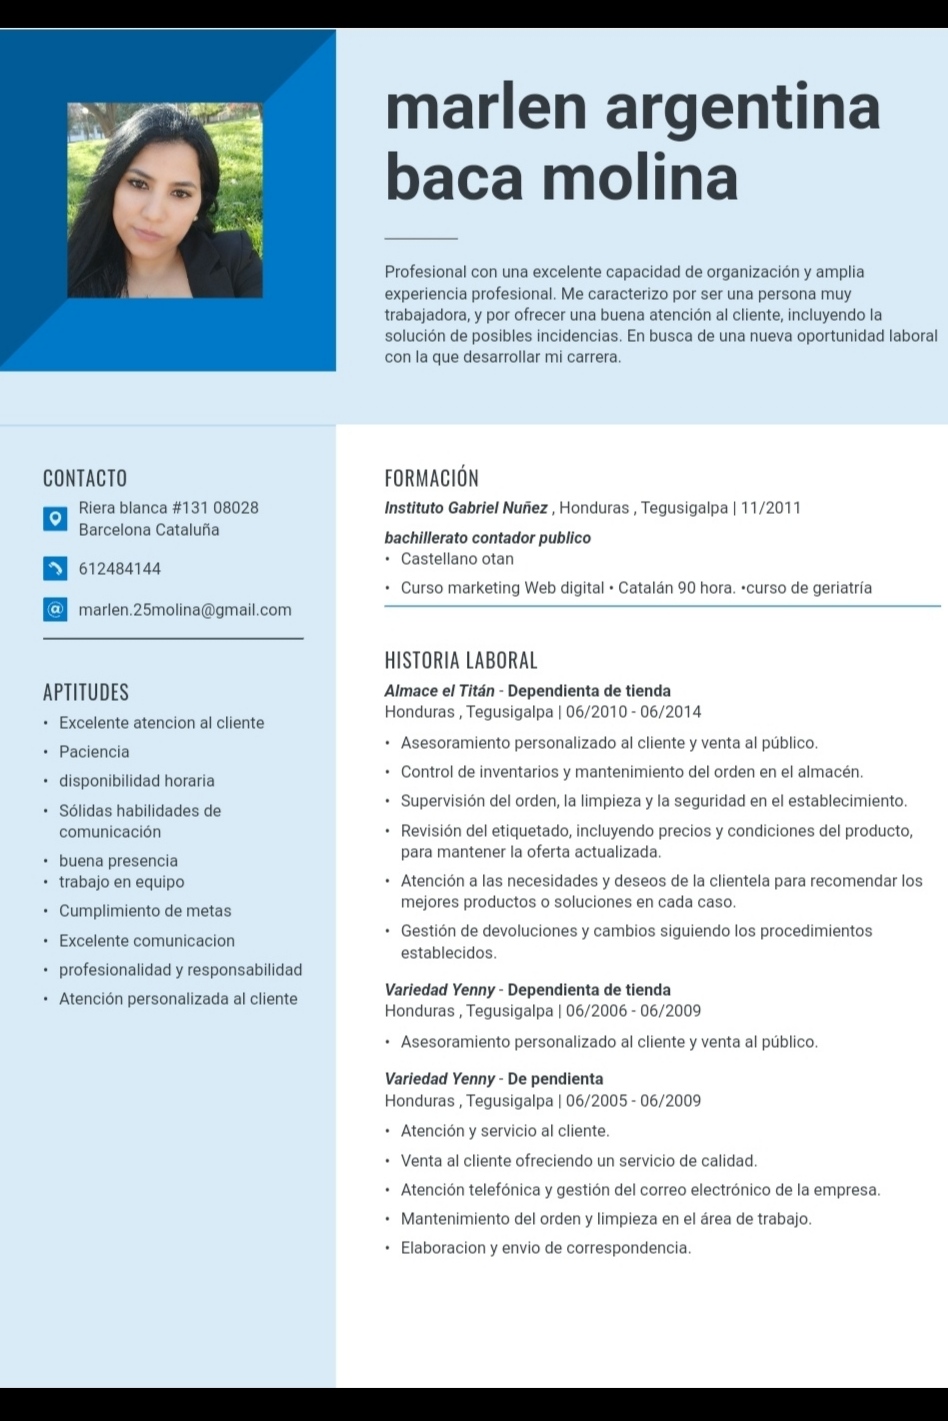 marlen argentina
baca molina
Profesional con una excelente capacidad de organización y amplia
experiencia profesional. Me caracterizo por ser una persona muy
trabajadora, y por ofrecer una buena atención al cliente, incluyendo la
solución de posibles incidencias. En busca de una nueva oportunidad laboral
con la que desarrollar mi carrera.
CONTACTO
Riera blanca #131 08028
Barcelona Cataluña
612484144
marlen.25molina@gmail.com
APTITUDES
• Excelente atencion al cliente
• Paciencia
• disponibilidad horaria
• Sólidas habilidades de
comunicación
• buena presencia
• trabajo en equipo
• Cumplimiento de metas
• Excelente comunicacion
• profesionalidad y responsabilidad
• Atención personalizada al cliente
FORMACIÓN
Instituto Gabriel Nuñez , Honduras , Tegusigalpa | 11/2011
bachillerato contador publico
• Castellano otan
• Curso marketing Web digital • Catalán 90 hora. •curso de geriatría
HISTORIA LABORAL
Almace el Titán - Dependienta de tienda
Honduras , Tegusigalpa | 06/2010 - 06/2014
• Asesoramiento personalizado al cliente y venta al público.
• Control de inventarios y mantenimiento del orden en el almacén.
• Supervisión del orden, la limpieza y la seguridad en el establecimiento.
• Revisión del etiquetado, incluyendo precios y condiciones del producto,
para mantener la oferta actualizada.
• Atención a las necesidades y deseos de la clientela para recomendar los
mejores productos o soluciones en cada caso.
• Gestión de devoluciones y cambios siguiendo los procedimientos
establecidos.
Variedad Yenny - Dependienta de tienda
Honduras , Tegusigalpa | 06/2006 - 06/2009
• Asesoramiento personalizado al cliente y venta al público.
Variedad Yenny - De pendienta
Honduras , Tegusigalpa | 06/2005 - 06/2009
• Atención y servicio al cliente.
• Venta al cliente ofreciendo un servicio de calidad.
• Atención telefónica y gestión del correo electrónico de la empresa.
• Mantenimiento del orden y limpieza en el área de trabajo.
• Elaboracion y envio de correspondencia.